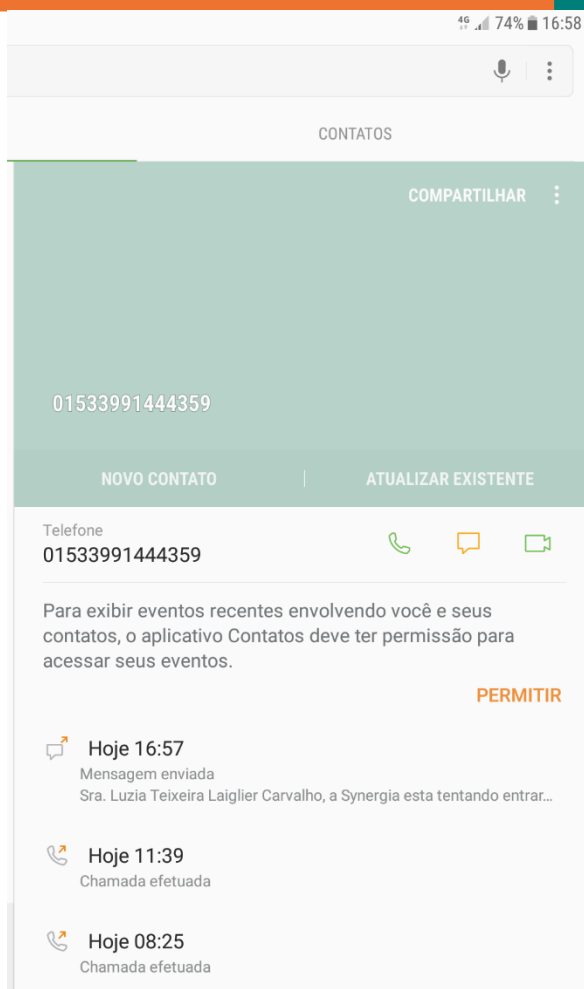 4G 74% 16:58
CONTATOS
COMPARTILHAR
01533991444359
NOVO CONTATO ATUALIZAR EXISTENTE
Telefone
01533991444359
Para exibir eventos recentes envolvendo você e seus
contatos, o aplicativo Contatos deve ter permissão para
acessar seus eventos.
PERMITIR
Hoje 16:57
Mensagem enviada
Sra. Luzia Teixeira Laiglier Carvalho, a Synergia esta tentando entrar...
Hoje 11:39
Chamada efetuada
Hoje 08:25
Chamada efetuada